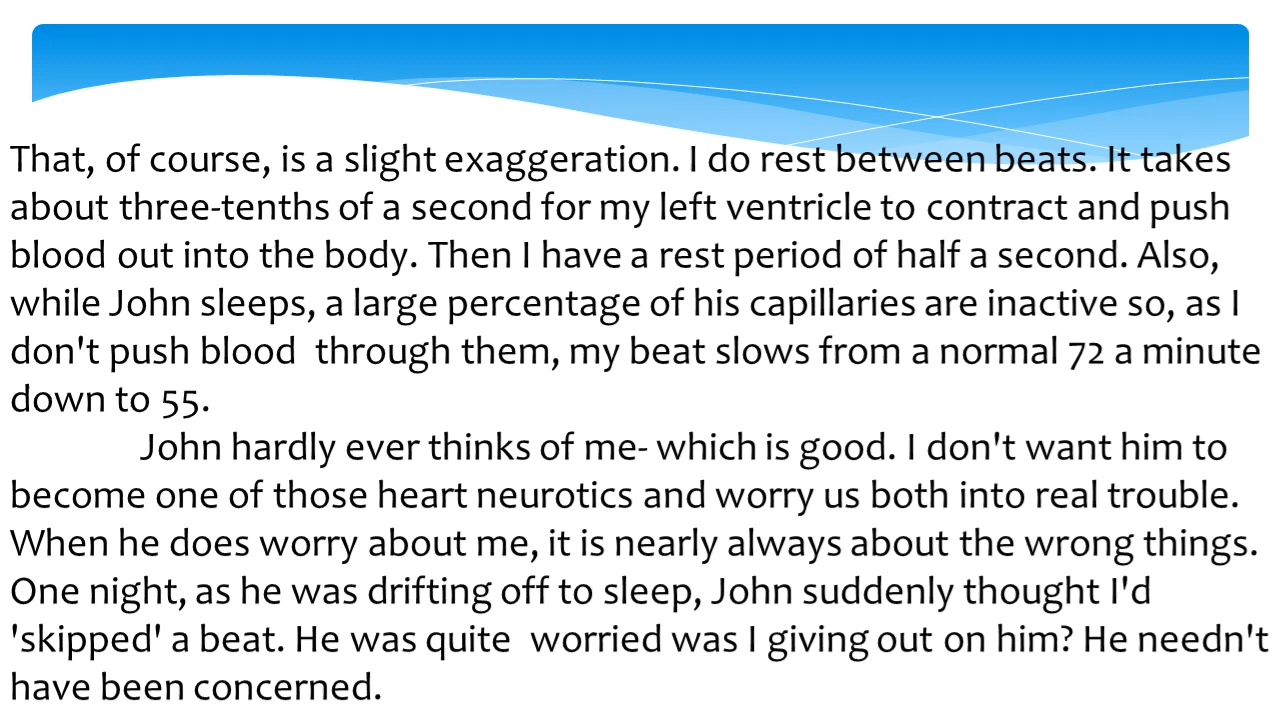 That, of course, is a slight exaggeration. I do rest between beats. It takes
about three-tenths of a second for my left ventricle to contract and push
blood out into the body. Then I have a rest period of half a second. Also,
while John sleeps, a large percentage of his capillaries are inactive so, as I
don't push blood  through them, my beat slows from a normal 72 a minute
down to 55.
John hardly ever thinks of me- which is good. I don't want him to
become one of those heart neurotics and worry us both into real trouble.
When he does worry about me, it is nearly always about the wrong things.
One night, as he was drifting off to sleep, John suddenly thought I'd
'skipped' a beat. He was quite  worried was I giving out on him? He needn't
have been concerned.